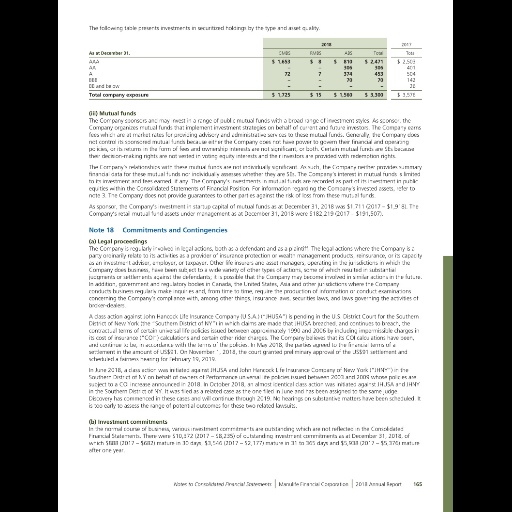 The following table presents investments in securitized holdings by the type and asset quality.
2018 2017
As at December 31, CMBS RMBS ABS Total Total
AAA $ 1,653 $ 8 $ 810 $ 2,471 $ 2,503
AA – – 306 306 401
A 72 7 374 453 504
BBB – – 70 70 142
BB and below – – – – 26
Total company exposure $ 1,725 $ 15 $ 1,560 $ 3,300 $ 3,576
(iii) Mutual funds
The Company sponsors and may invest in a range of public mutual funds with a broad range of investment styles. As sponsor, the
Company organizes mutual funds that implement investment strategies on behalf of current and future investors. The Company earns
fees which are at market rates for providing advisory and administrative services to these mutual funds. Generally, the Company does
not control its sponsored mutual funds because either the Company does not have power to govern their financial and operating
policies, or its returns in the form of fees and ownership interests are not significant, or both. Certain mutual funds are SEs because
their decision-making rights are not vested in voting equity interests and their investors are provided with redemption rights.
The Company's relationships with these mutual funds are not individually significant. As such, the Company neither provides summary
financial data for these mutual funds nor individually assesses whether they are SEs. The Company's interest in mutual funds is limited
to its investment and fees earned, if any. The Company's investments in mutual funds are recorded as part of its investment in public
equities within the Consolidated Statements of Financial Position. For information regarding the Company's invested assets, refer to
note 3. The Company does not provide guarantees to other parties against the risk of loss from these mutual funds.
As sponsor, the Company's investment in startup capital of mutual funds as at December 31, 2018 was $1,711 (2017 – $1,918). The
Company's retail mutual fund assets under management as at December 31, 2018 were $182,219 (2017 – $191,507).
Note 18 Commitments and Contingencies
(a) Legal proceedings
The Company is regularly involved in legal actions, both as a defendant and as a plaintiff. The legal actions where the Company is a
party ordinarily relate to its activities as a provider of insurance protection or wealth management products, reinsurance, or its capacity
as an investment adviser, employer, or taxpayer. Other life insurers and asset managers, operating in the jurisdictions in which the
Company does business, have been subject to a wide variety of other types of actions, some of which resulted in substantial
judgments or settlements against the defendants; it is possible that the Company may become involved in similar actions in the future.
In addition, government and regulatory bodies in Canada, the United States, Asia and other jurisdictions where the Company
conducts business regularly make inquiries and, from time to time, require the production of information or conduct examinations
concerning the Company's compliance with, among other things, insurance laws, securities laws, and laws governing the activities of
broker-dealers.
A class action against John Hancock Life Insurance Company (U.S.A.) ("JHUSA") is pending in the U.S. District Court for the Southern
District of New York (the "Southern District of NY") in which claims are made that JHUSA breached, and continues to breach, the
contractual terms of certain universal life policies issued between approximately 1990 and 2006 by including impermissible charges in
its cost of insurance ("COI") calculations and certain other rider charges. The Company believes that its COI calculations have been,
and continue to be, in accordance with the terms of the policies. In May 2018, the parties agreed to the financial terms of a
settlement in the amount of US$91. On November 1, 2018, the court granted preliminary approval of the US$91 settlement and
scheduled a fairness hearing for February 19, 2019.
In June 2018, a class action was initiated against JHUSA and John Hancock Life Insurance Company of New York ("JHNY") in the
Southern District of NY on behalf of owners of Performance universal life policies issued between 2003 and 2009 whose policies are
subject to a COI increase announced in 2018. In October 2018, an almost identical class action was initiated against JHUSA and JHNY
in the Southern District of NY. It was filed as a related case to the one filed in June and has been assigned to the same judge.
Discovery has commenced in these cases and will continue through 2019. No hearings on substantive matters have been scheduled. It
is too early to assess the range of potential outcomes for these two related lawsuits.
(b) Investment commitments
In the normal course of business, various investment commitments are outstanding which are not reflected in the Consolidated
Financial Statements. There were $10,372 (2017 – $8,235) of outstanding investment commitments as at December 31, 2018, of
which $888 (2017 – $682) mature in 30 days, $3,546 (2017 – $2,177) mature in 31 to 365 days and $5,938 (2017 – $5,376) mature
after one year.
Notes to Consolidated Financial Statements | Manulife Financial Corporation | 2018 Annual Report 165